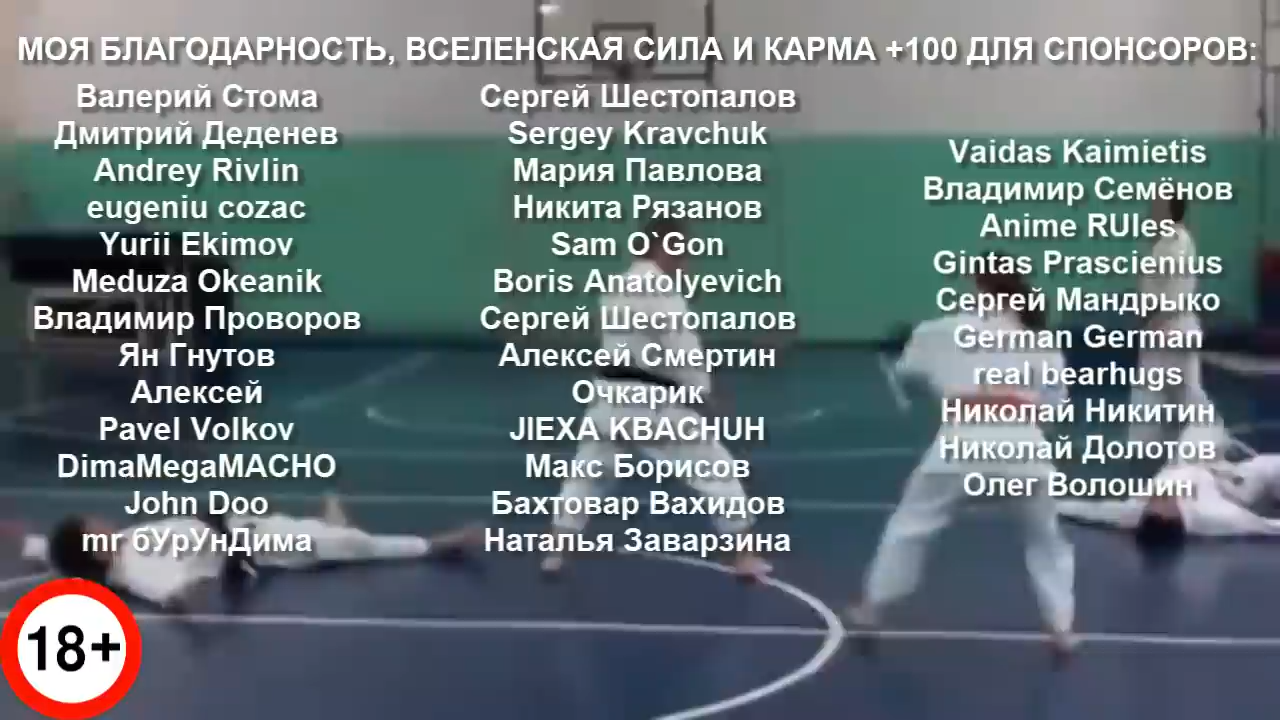 МОЯ БЛАГОДАРНОСТЬ, ВСЕЛЕНСКАЯ СИЛА И КАРМА +100 ДЛЯ СПОНСОРОВ:
Валерий Стома
Дмитрий Деденев
Andrey Rivlin
eugeniu cozac
Yurii Ekimov
Meduza Okeanik
Владимир Проворов
Ян Гнутов
Алексей
Pavel Volkov
DimaMegaMACHO
John Doo
mr бУрУнДима
Сергей Шестопалов
Sergey Kravchuk
Мария Павлова
Никита Рязанов
Sam O`Gon
Boris Anatolyevich
Сергей Шестопалов
Алексей Смертин
Очкарик
JIEXA KBACHUH
Макс Борисов
Бахтовар Вахидов
Наталья Заварзина
Vaidas Kaimietis
Владимир Семёнов
Anime RUles
Gintas Prascienius
Сергей Мандрыко
German German
real bearhugs
Николай Никитин
Николай Долотов
Олег Волошин
18+